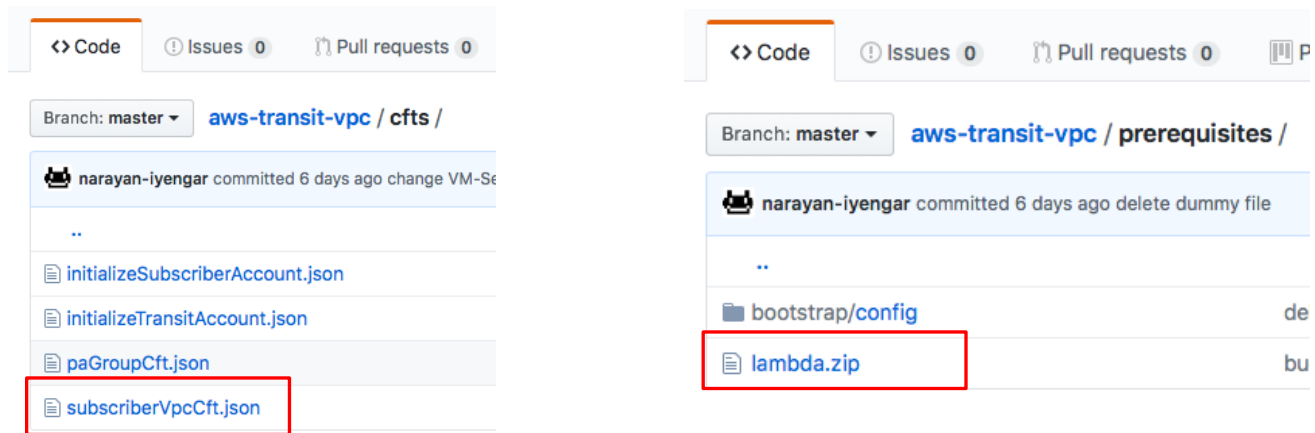 <> Code Issues 0 Pull requests 0
Branch: master aws-transit-vpc / cfts /
narayan-iyengar committed 6 days ago change
..
initializeSubscriberAccount.json
initializeTransitAccount.json
paGroupCft.json
subscriberVpcCft.json
<> Code Issues 0 Pull requests 0
Branch: master aws-transit-vpc / prerequisites /
narayan-iyengar committed 6 days ago delete dummy file
..
bootstrap/config
lambda.zip